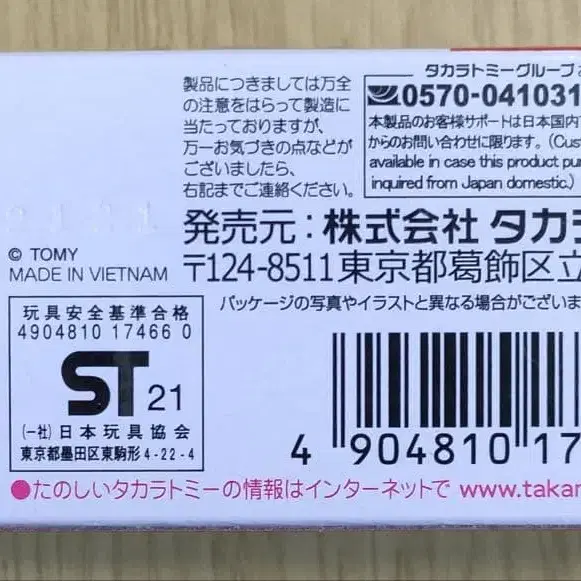 製品につきましては万全
の注意をはらって製造に
当たっておりますが、
万一お気づきの点などが
ございましたら、
右記までご連絡ください。
タカラトミーグループお
0570-041031
本製品のお客様サポートは日本国内で
からのお問い合わせに限ります。(Cust
available in case this product pur
inquired from Japan domestic.)
発売元：株式会社 タカラ
〒124-8511東京都葛飾区立
© TOMY
MADE IN VIETNAM
パッケージの写真やイラストと異なる場合がございま
玩具安全基準合格
4904810 17466 0
ST 21
(一社)日本玩具協会
東京都墨田区東駒形4-22-4
4 904810 17
●たのしいタカラトミーの情報はインターネットで www.takar